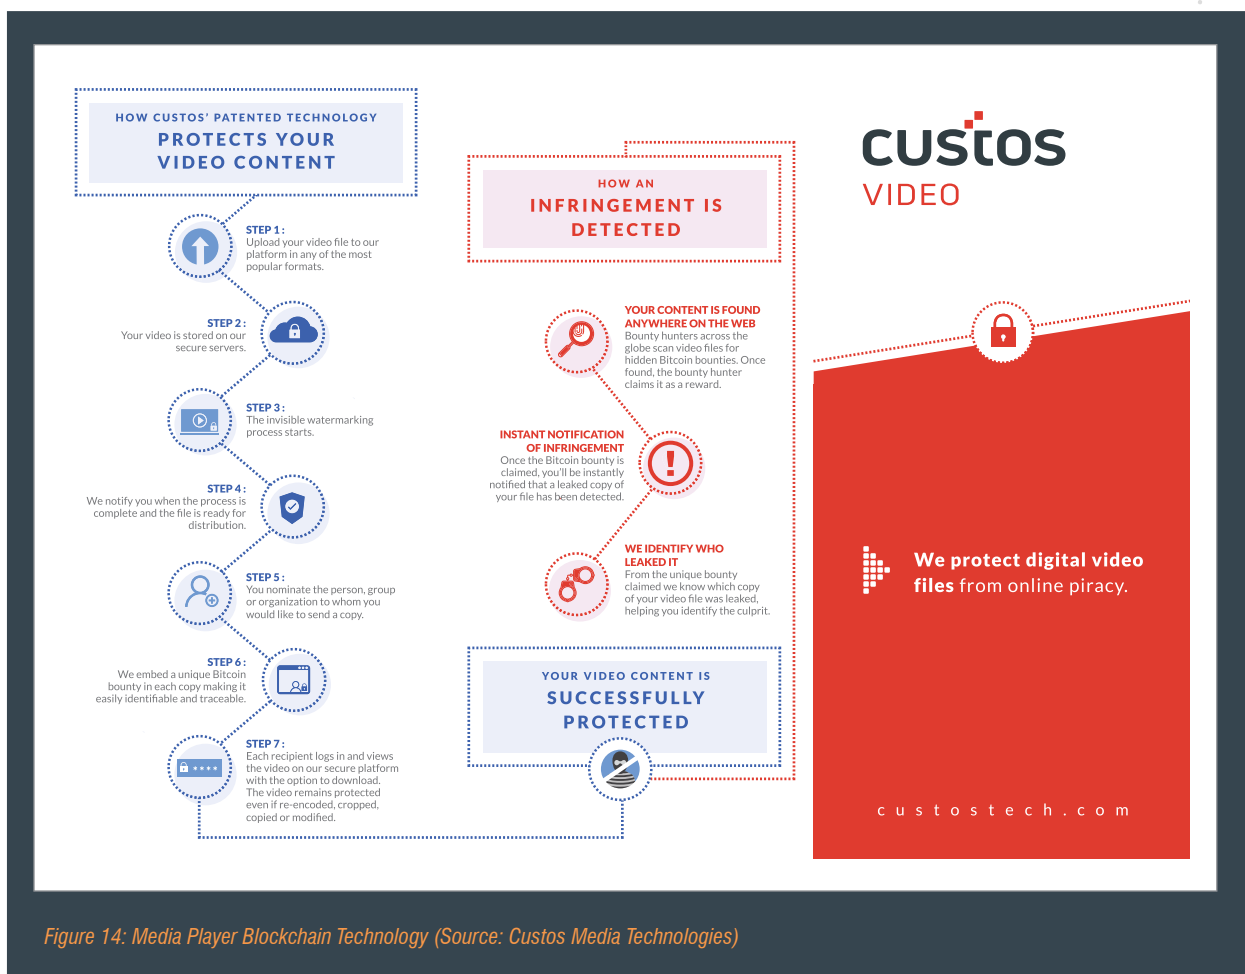 HOW CUSTOS' PATENTED TECHNOLOGY
PROTECTS YOUR
VIDEO CONTENT
STEP 1 :
Upload your video file to our
platform in any of the most
popular formats.
STEP 2 :
Your video is stored on our
secure servers.
STEP 3 :
The invisible watermarking
process starts.
STEP 4 :
We notify you when the process is
complete and the file is ready for
distribution.
STEP 5 :
You nominate the person, group
or organization to whom you
would like to send a copy.
STEP 6 :
We embed a unique Bitcoin
bounty in each copy making it
easily identifiable and traceable.
STEP 7 :
Each recipient logs in and views
the video on our secure platform
with the option to download.
The video remains protected
even if re-encoded, cropped,
copied or modified.
HOW AN
INFRINGEMENT IS
DETECTED
YOUR CONTENT IS FOUND
ANYWHERE ON THE WEB
Bounty hunters across the
globe scan video files for
hidden Bitcoin bounties. Once
found, the bounty hunter
claims it as a reward.
INSTANT NOTIFICATION
OF INFRINGEMENT
Once the Bitcoin bounty is
claimed, you'll be instantly
notified that a leaked copy of
your file has been detected.
WE IDENTIFY WHO
LEAKED IT
From the unique bounty
claimed we know which copy
of your video file was leaked,
helping you identify the culprit.
YOUR VIDEO CONTENT IS
SUCCESSFULLY
PROTECTED
custos
VIDEO
We protect digital video
files from online piracy.
custostech.com
Figure 14: Media Player Blockchain Technology (Source: Custos Media Technologies)